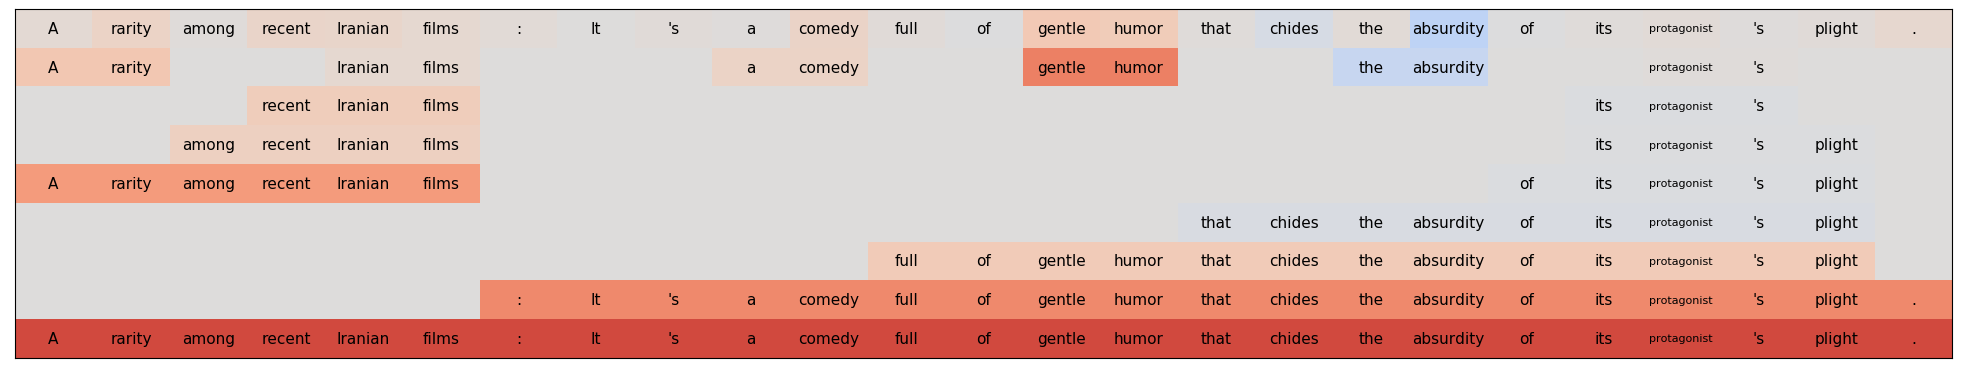 A rarity among recent Iranian films : It 's a comedy full of gentle humor that chides the absurdity of its protagonist 's plight .
A rarity Iranian films a comedy gentle humor the absurdity protagonist 's
recent Iranian films its protagonist 's
among recent Iranian films its protagonist 's plight
A rarity among recent Iranian films of its protagonist 's plight
that chides the absurdity of its protagonist 's plight
full of gentle humor that chides the absurdity of its protagonist 's plight
: It 's a comedy full of gentle humor that chides the absurdity of its protagonist 's plight .
A rarity among recent Iranian films : It 's a comedy full of gentle humor that chides the absurdity of its protagonist 's plight .